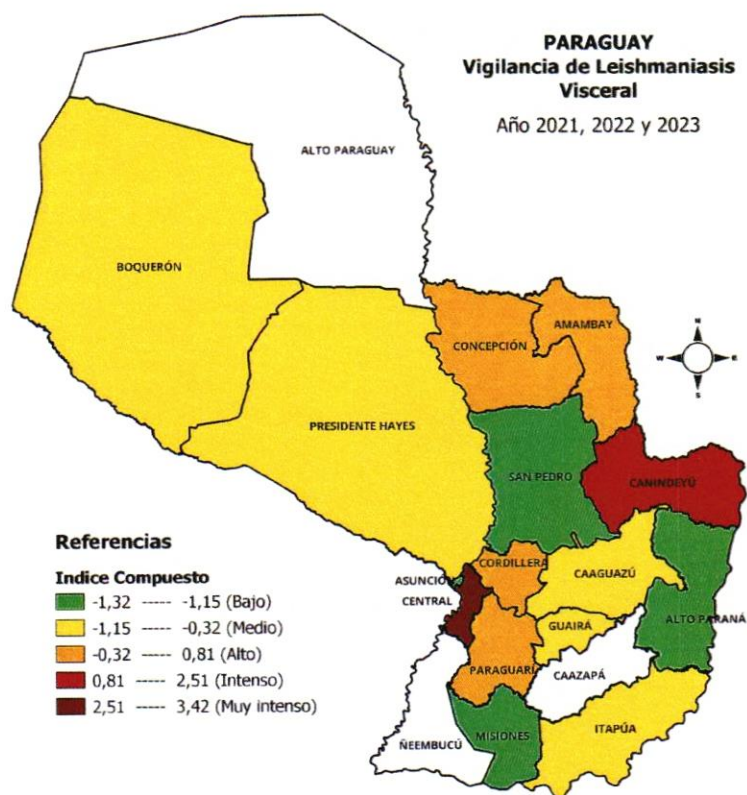 PARAGUAY
Vigilancia de Leishmaniasis
Visceral
Año 2021, 2022 y 2023
ALTO PARAGUAY
BOQUERÓN
CONCEPCIÓN
AMAMBAY
N
W
E
S
PRESIDENTE HAYES
SAN PEDRO
CANINDEYÚ
Referencias
Indice Compuesto
-1,32 ----- -1,15 (Bajo)
-1,15 ----- -0,32 (Medio)
-0,32 ----- 0,81 (Alto)
0,81 ----- 2,51 (Intenso)
2,51 ----- 3,42 (Muy intenso)
ASUNCIÓN
CENTRAL
CORDILLERA
CAAGUAZÚ
GUAIRÁ
ALTO PARANÁ
PARAGUARÍ
CAAZAPÁ
ÑEEMBUCÚ
MISIONES
ITAPÚA